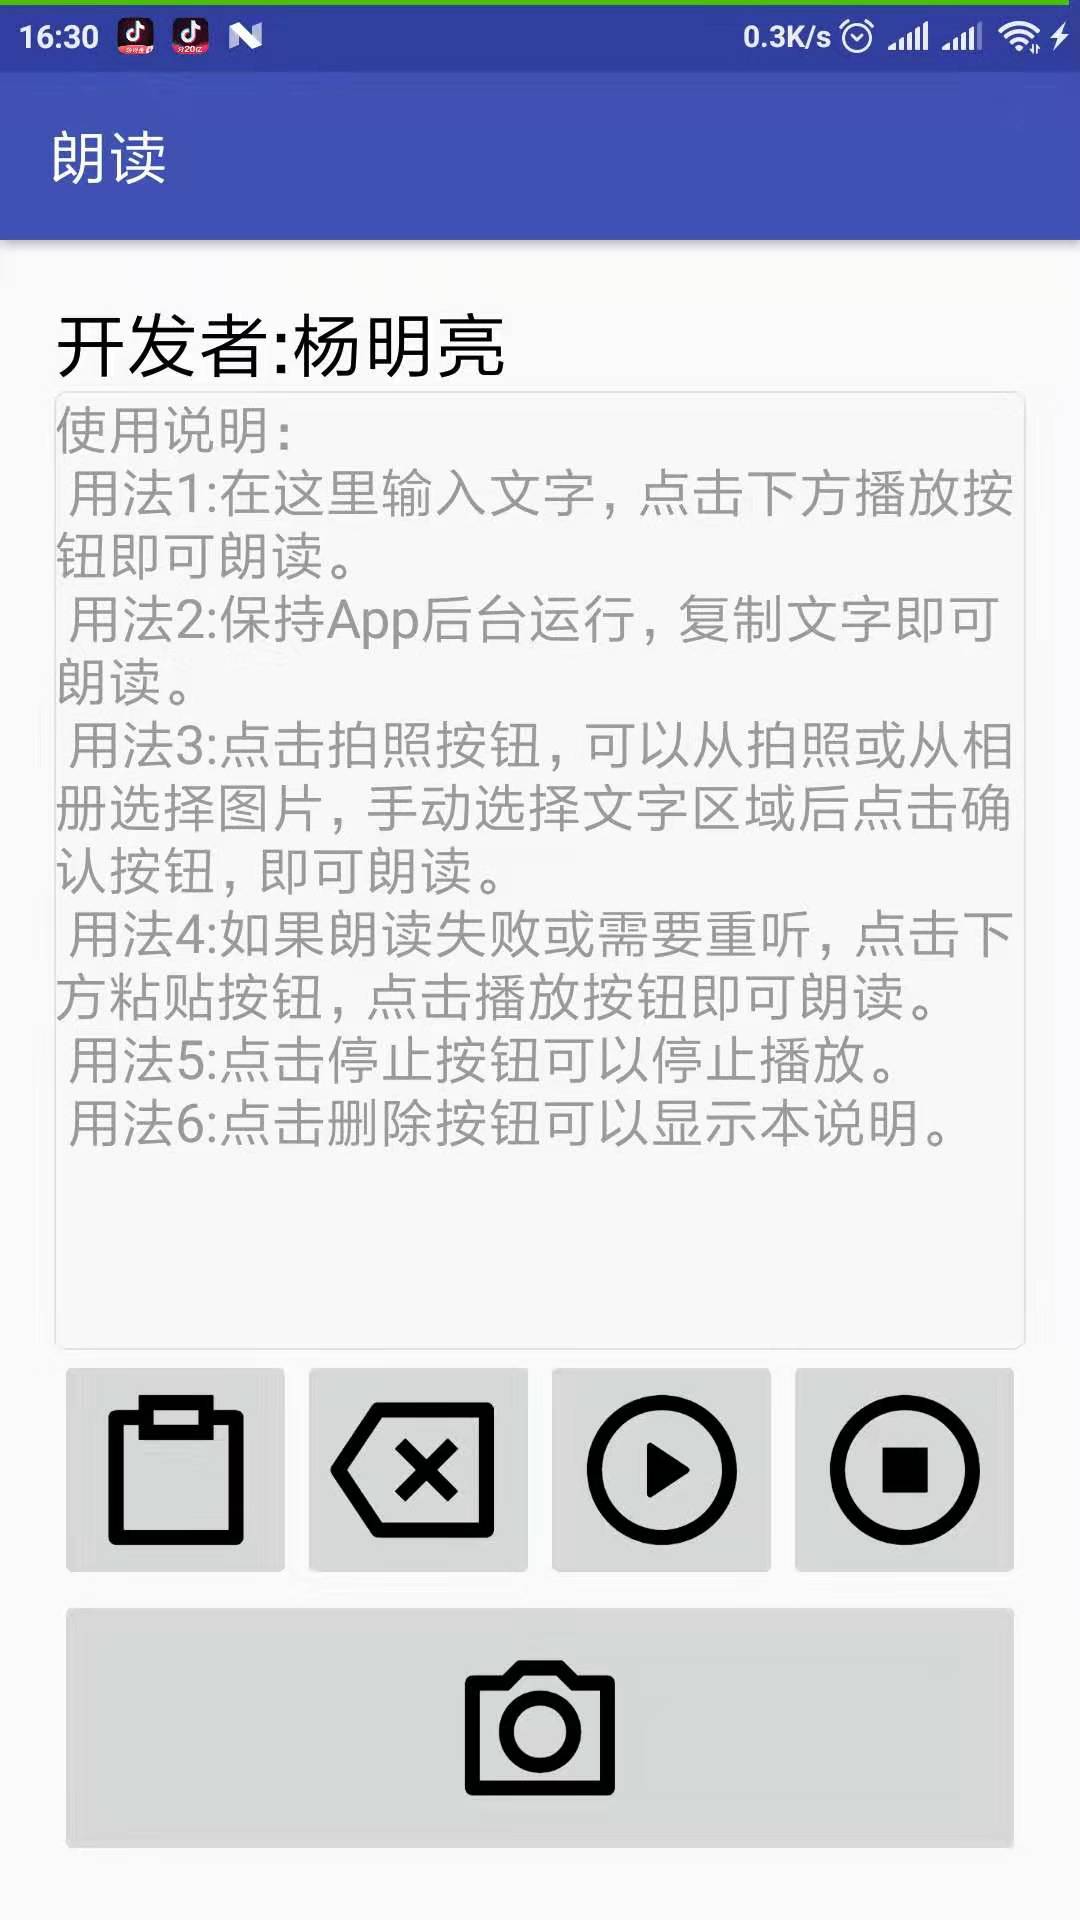 16:30
0.3K/s
朗读
开发者:杨明亮
使用说明：
用法1:在这里输入文字，点击下方播放按
钮即可朗读。
用法2:保持App后台运行，复制文字即可
朗读。
用法3:点击拍照按钮，可以从拍照或从相
册选择图片，手动选择文字区域后点击确
认按钮，即可朗读。
用法4:如果朗读失败或需要重听，点击下
方粘贴按钮，点击播放按钮即可朗读。
用法5:点击停止按钮可以停止播放。
用法6:点击删除按钮可以显示本说明。